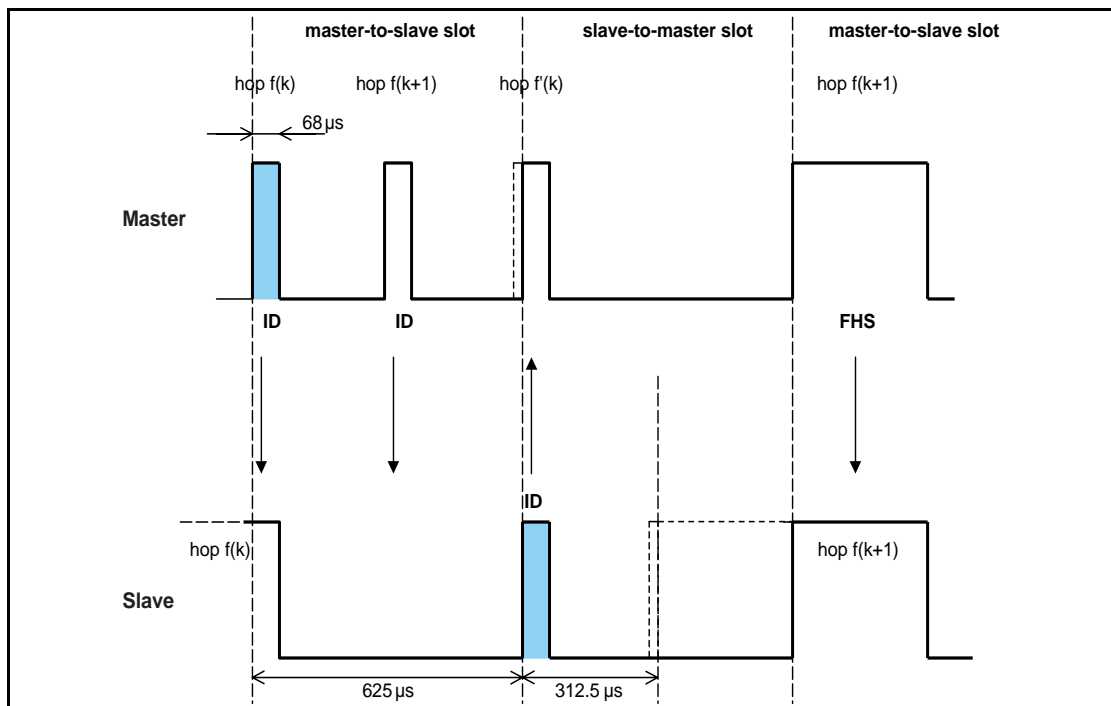 master-to-slave slot
slave-to-master slot
master-to-slave slot
hop f(k)
hop f(k+1)
hop f'(k)
hop f(k+1)
68 µs
Master
ID
ID
FHS
ID
hop f(k)
hop f(k+1)
Slave
625 µs
312.5 µs